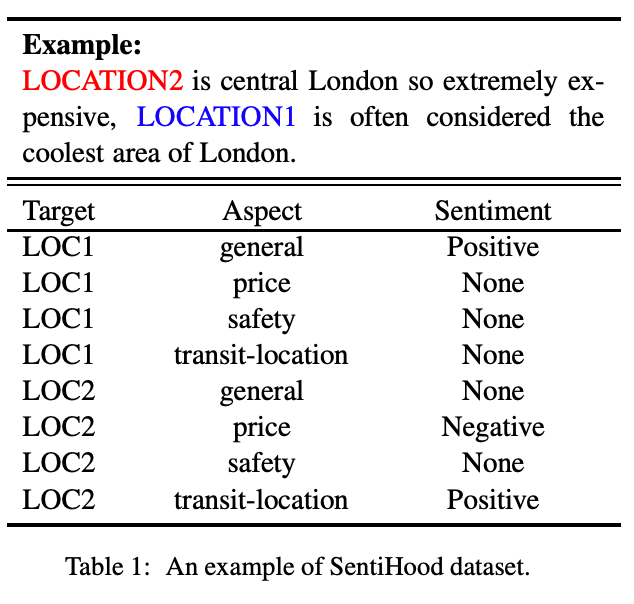 Example:
LOCATION2 is central London so extremely ex-
pensive, LOCATION1 is often considered the
coolest area of London.
Target Aspect Sentiment
LOC1 general Positive
LOC1 price None
LOC1 safety None
LOC1 transit-location None
LOC2 general None
LOC2 price Negative
LOC2 safety None
LOC2 transit-location Positive
Table 1: An example of SentiHood dataset.